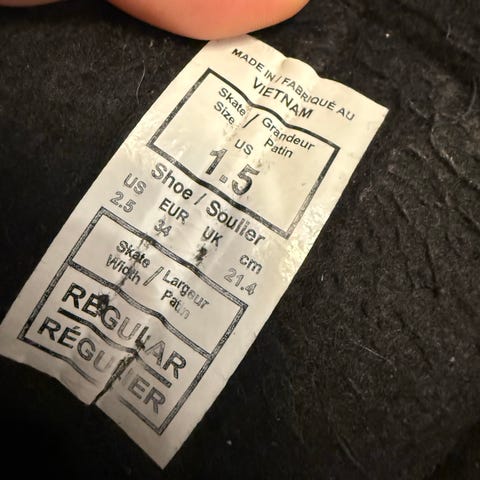 MADE IN / FABRIQUÉ AU
VIETNAM
Skate / Grandeur
Size / Patin
US
1.5
Shoe / Soulier
US EUR UK cm
2.5 34 2 21.4
Skate / Largeur
Width / Patin
REGULAR
RÉGULIER